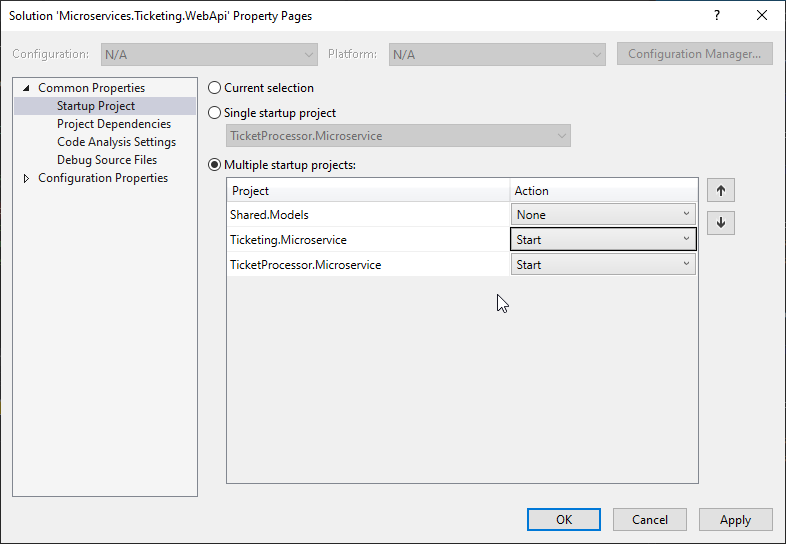 Solution 'Microservices.Ticketing.WebApi' Property Pages
?
Configuration: N/A Platform: N/A Configuration Manager...
Common Properties
Startup Project
Project Dependencies
Code Analysis Settings
Debug Source Files
Configuration Properties
Current selection
Single startup project
TicketProcessor.Microservice
Multiple startup projects:
Project Action
Shared.Models None
Ticketing.Microservice Start
TicketProcessor.Microservice Start
OK Cancel Apply